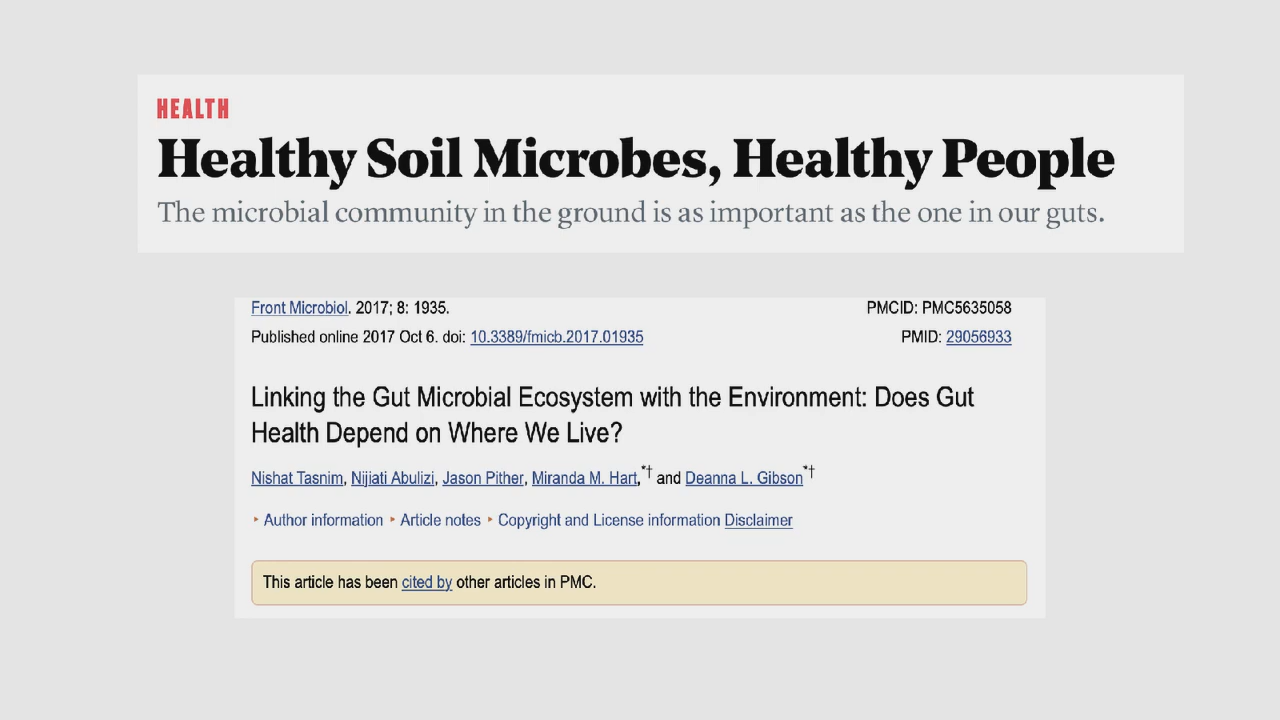 HEALTH
Healthy Soil Microbes, Healthy People
The microbial community in the ground is as important as the one in our guts.
Front Microbiol. 2017; 8: 1935. PMCID: PMC5635058
Published online 2017 Oct 6. doi: 10.3389/fmicb.2017.01935 PMID: 29056933
Linking the Gut Microbial Ecosystem with the Environment: Does Gut
Health Depend on Where We Live?
Nishat Tasnim, Nijiati Abulizi, Jason Pither, Miranda M. Hart,*† and Deanna L. Gibson*†
‣ Author information ‣ Article notes ‣ Copyright and License information Disclaimer
This article has been cited by other articles in PMC.